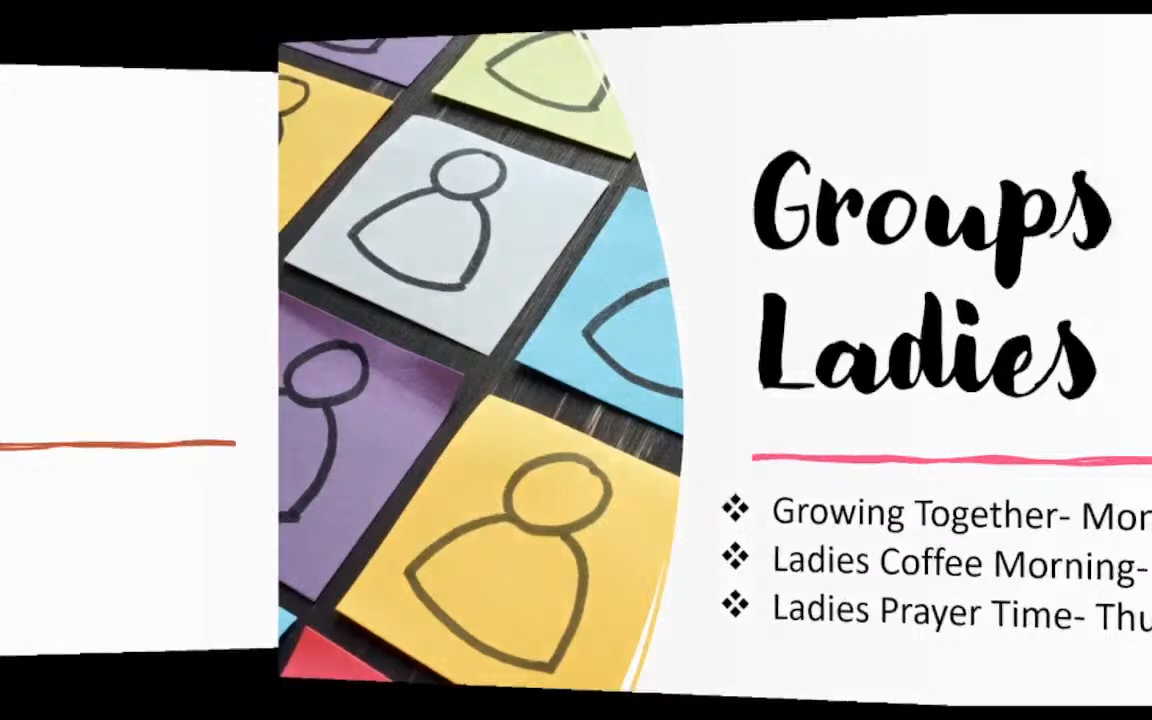 Groups
Ladies
❖ Growing Together- Mon
❖ Ladies Coffee Morning-
❖ Ladies Prayer Time- Thu